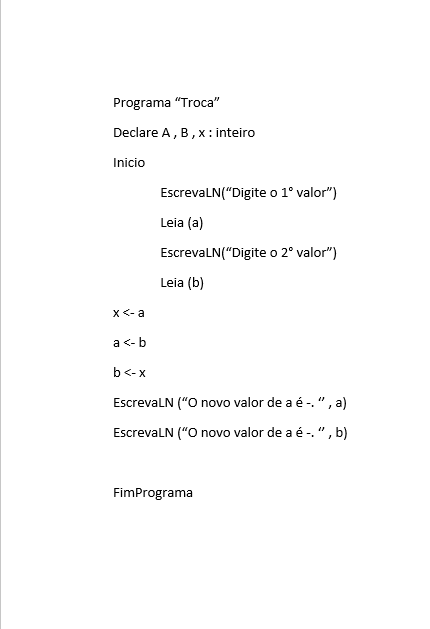 Programa “Troca”
Declare A , B , x : inteiro
Inicio
EscrevaLN(“Digite o 1° valor”)
Leia (a)
EscrevaLN(“Digite o 2° valor”)
Leia (b)
x <- a
a <- b
b <- x
EscrevaLN (“O novo valor de a é -. ‘’ , a)
EscrevaLN (“O novo valor de a é -. ‘’ , b)
FimPrograma